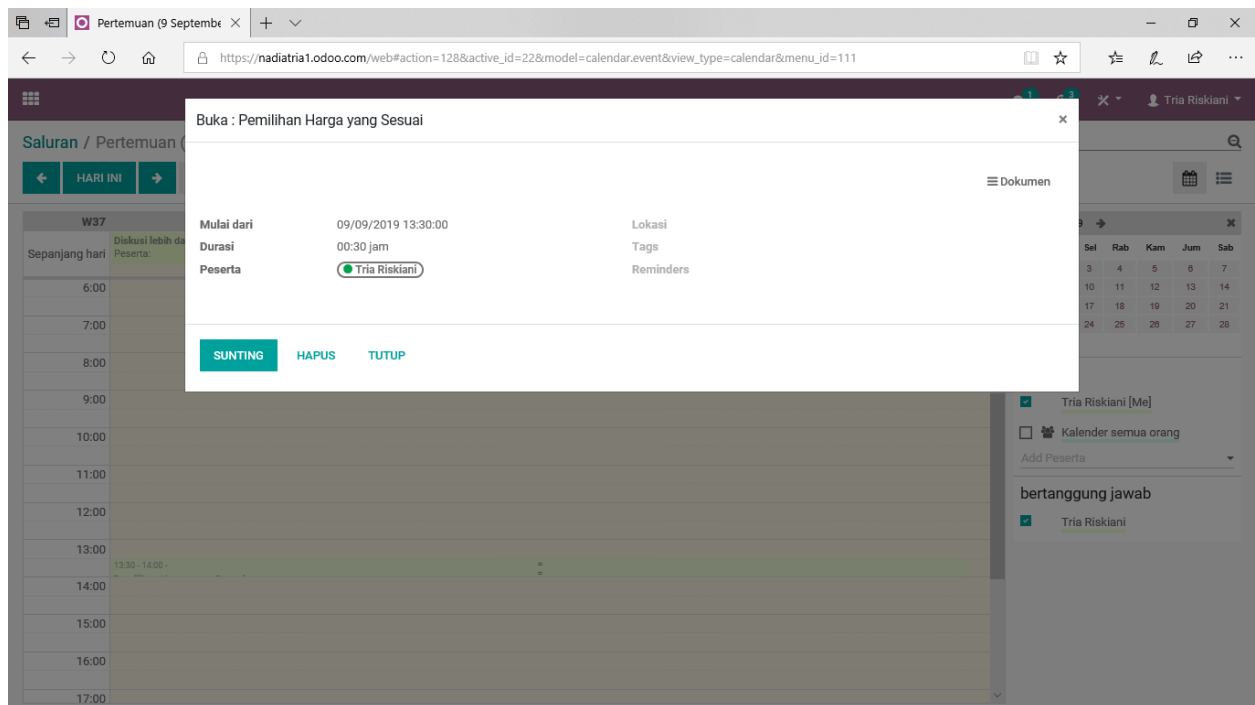 Pertemuan (9 Septembe
https://nadiatria1.odoo.com/web#action=128&active_id=22&model=calendar.event&view_type=calendar&menu_id=111
1 3 Tria Riskiani
Buka : Pemilihan Harga yang Sesuai ×
Saluran / Pertemuan (
HARI INI
Dokumen
Mulai dari 09/09/2019 13:30:00 Lokasi
Durasi 00:30 jam Tags
Peserta Tria Riskiani Reminders
SUNTING HAPUS TUTUP
W37
Sepanjang hari Diskusi lebih da
Peserta:
6:00
7:00
8:00
9:00
10:00
11:00
12:00
13:00
13:30 - 14:00 -
14:00
15:00
16:00
17:00
9
Sel Rab Kam Jum Sab
3 4 5 6 7
10 11 12 13 14
17 18 19 20 21
24 25 26 27 28
Tria Riskiani [Me]
Kalender semua orang
Add Peserta
bertanggung jawab
Tria Riskiani